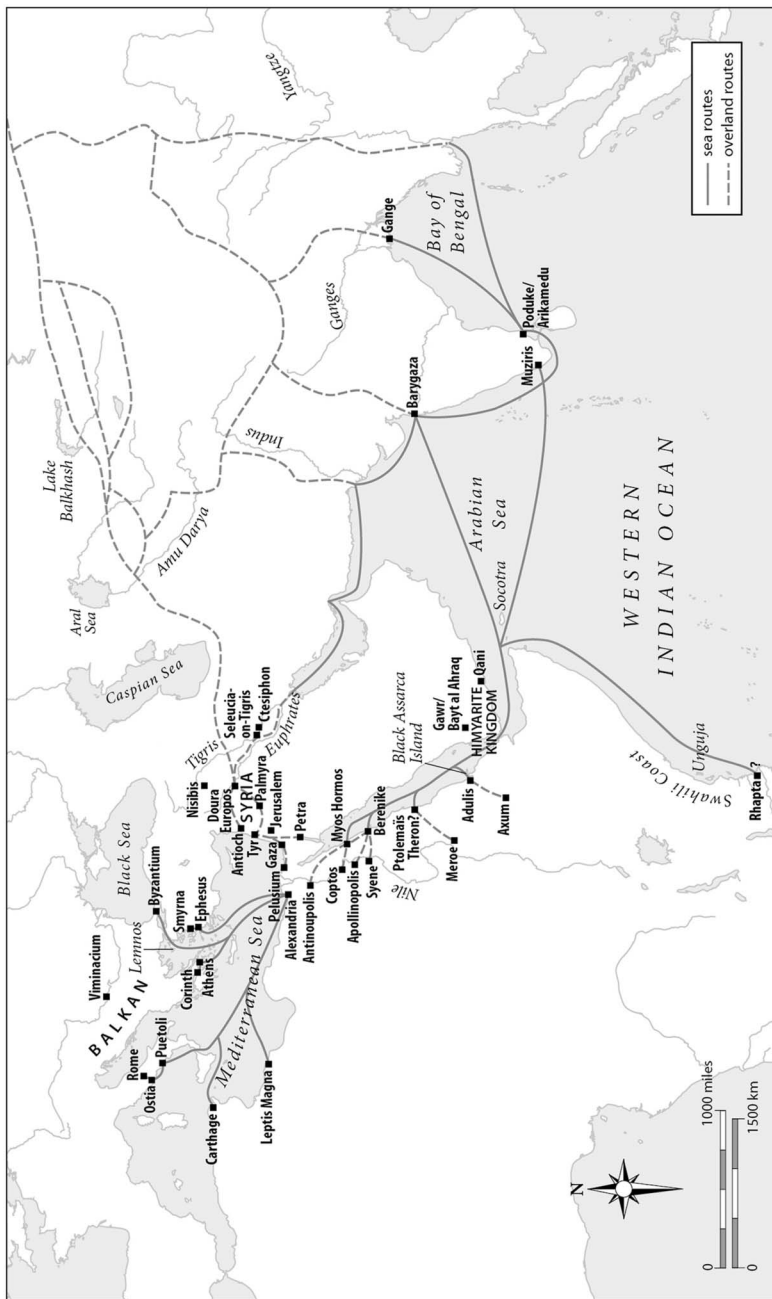 Yangtze
Lake
Balkhash
Aral
Sea
Amu Darya
Caspian Sea
Black Sea
BALKAN
Viminacium
Byzantium
Lemnos
Smyrna
Ephesus
Corinth
Athens
Rome
Ostia
Puetoli
Carthage
Leptis Magna
Mediterranean Sea
Nisibis
Doura
Europos
Antioch
SYRIA
Palmyra
Tyr
Jerusalem
Gaza
Petra
Pelusium
Alexandria
Tigris
Euphrates
Seleucia-
on-Tigris
Ctesiphon
Antinoupolis
Myos Hormos
Coptos
Apollinopolis
Berenike
Syene
Nile
Ptolemaïs
Theron?
Meroe
Black Assarca
Island
Adulis
Axum
Gawr/
Bayt al Ahraq
HIMYARITE
KINGDOM
Qani
Socotra
Arabian
Sea
Indus
Ganges
Gange
Bay of
Bengal
Barygaza
Poduke/
Arikamedu
Muziris
WESTERN
INDIAN OCEAN
Swahili Coast
Unguja
Rhapta
?
sea routes
overland routes
N
0
1000 miles
0
1500 km